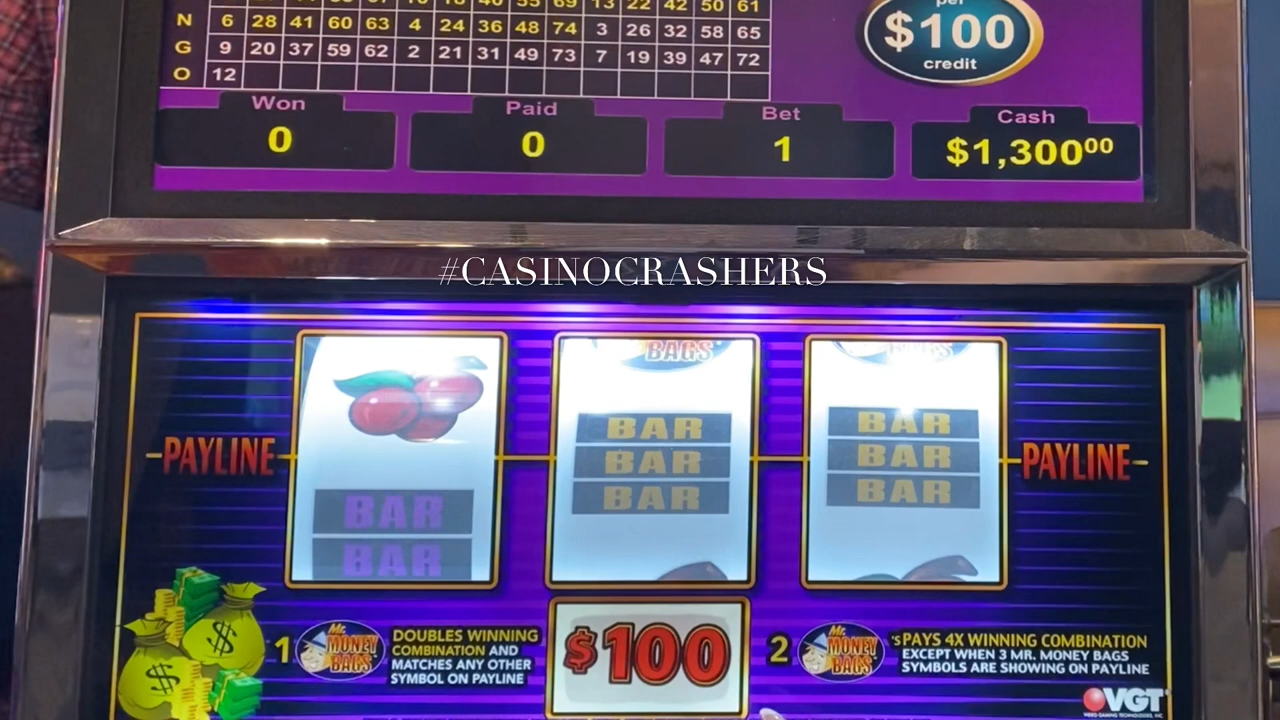 per
N 6 28 41 60 63 4 24 36 48 74 3 26 32 58 65
$100
G 9 20 37 59 62 2 21 31 49 73 7 19 39 47 72
credit
O 12
Won Paid Bet Cash
0 0 1 $1,300⁰⁰
#CASINOCRASHERS
BAGS
BAR BAR
PAYLINE BAR BAR PAYLINE
BAR BAR
BAR
BAR
1 Mr. MONEY BAGS DOUBLES WINNING
COMBINATION AND
MATCHES ANY OTHER
SYMBOL ON PAYLINE
$100
2 Mr. MONEY BAGS 'S PAYS 4X WINNING COMBINATION
EXCEPT WHEN 3 MR. MONEY BAGS
SYMBOLS ARE SHOWING ON PAYLINE
$
$
VGT